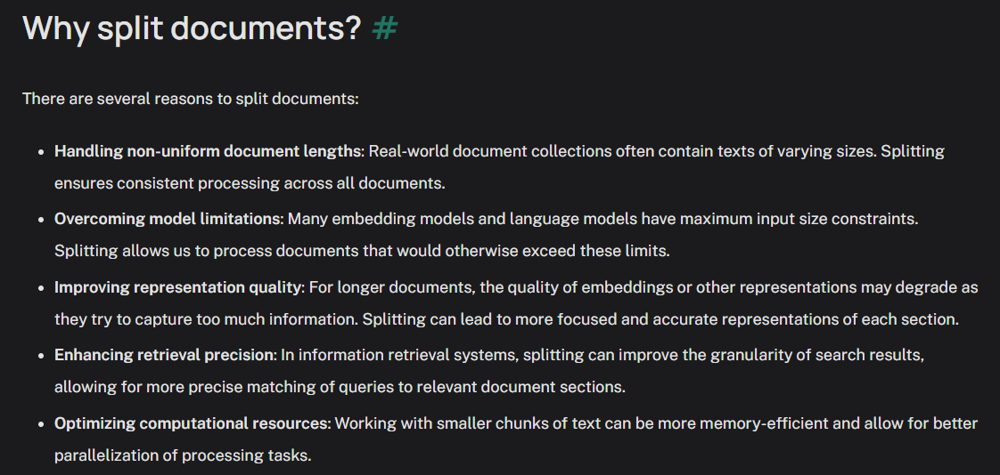 Why split documents? #
There are several reasons to split documents:
• Handling non-uniform document lengths: Real-world document collections often contain texts of varying sizes. Splitting
ensures consistent processing across all documents.
• Overcoming model limitations: Many embedding models and language models have maximum input size constraints.
Splitting allows us to process documents that would otherwise exceed these limits.
• Improving representation quality: For longer documents, the quality of embeddings or other representations may degrade as
they try to capture too much information. Splitting can lead to more focused and accurate representations of each section.
• Enhancing retrieval precision: In information retrieval systems, splitting can improve the granularity of search results,
allowing for more precise matching of queries to relevant document sections.
• Optimizing computational resources: Working with smaller chunks of text can be more memory-efficient and allow for better
parallelization of processing tasks.